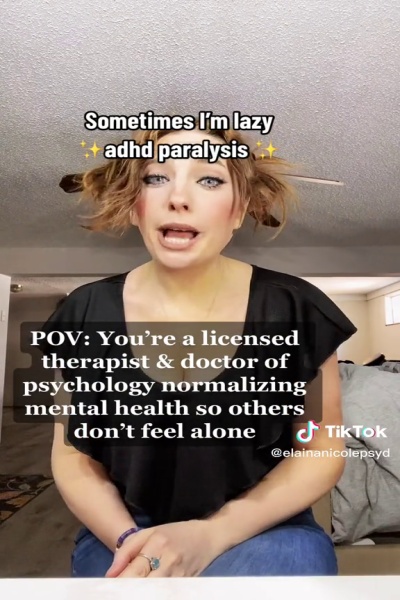 Sometimes I'm lazy
✨adhd paralysis✨
POV: You're a licensed
therapist & doctor of
psychology normalizing
mental health so others
don't feel alone
TikTok
@elainanicolepsyd